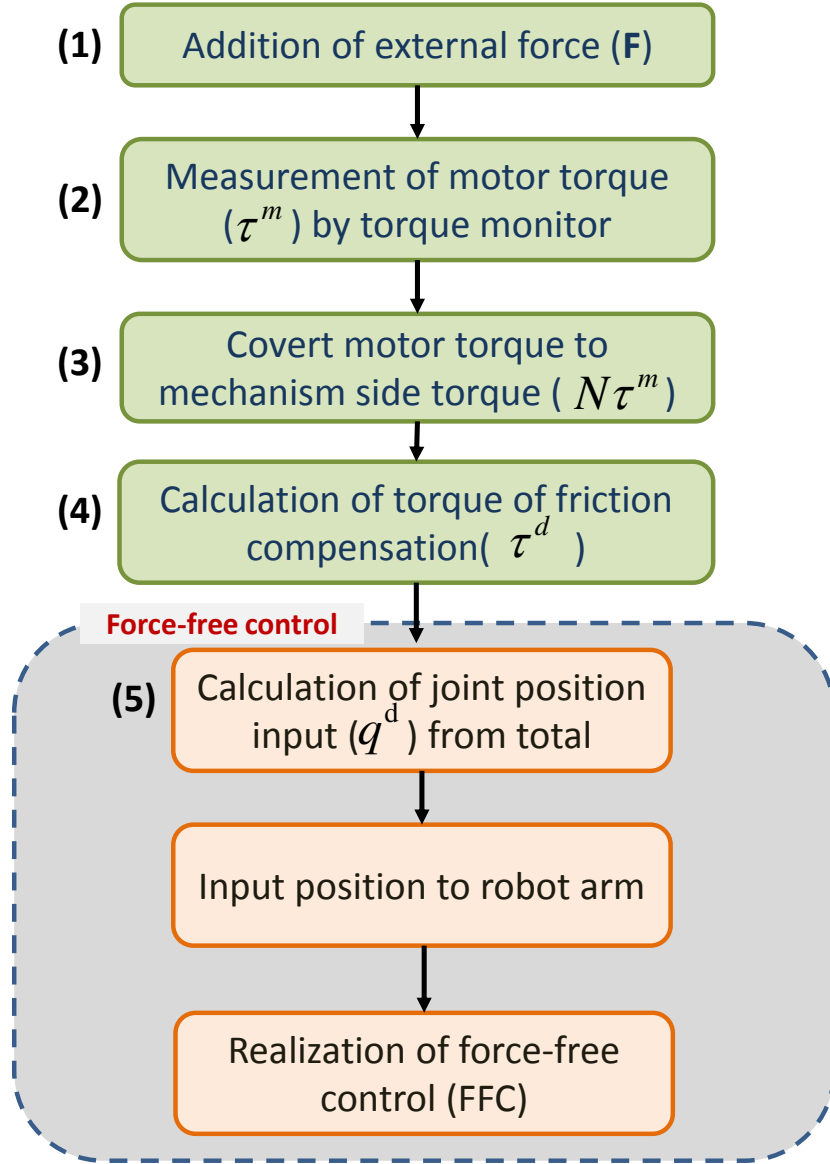 (1)
Addition of external force (F)
(2)
Measurement of motor torque
(τ^m) by torque monitor
(3)
Covert motor torque to
mechanism side torque ( Nτ^m)
(4)
Calculation of torque of friction
compensation( τ^d )
Force-free control
(5)
Calculation of joint position
input (q^d) from total
Input position to robot arm
Realization of force-free
control (FFC)